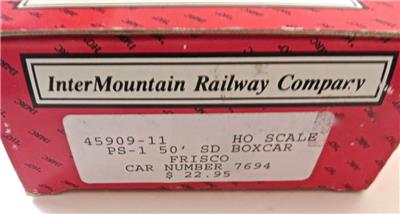 InterMountain Railway Company
45909-11 HO SCALE
PS-1 50' SD BOXCAR
FRISCO
CAR NUMBER 7694
$ 22.95